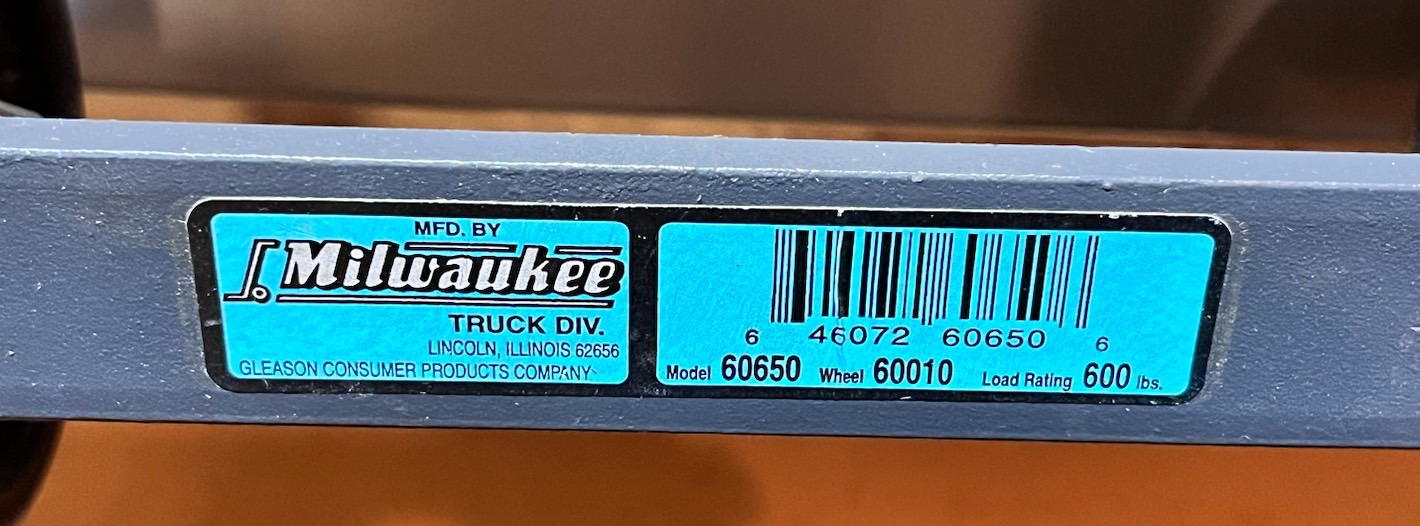 MFD. BY
Milwaukee
TRUCK DIV.
LINCOLN, ILLINOIS 62656
GLEASON CONSUMER PRODUCTS COMPANY
6 46072 60650 6
Model 60650 Wheel 60010 Load Rating 600 lbs.